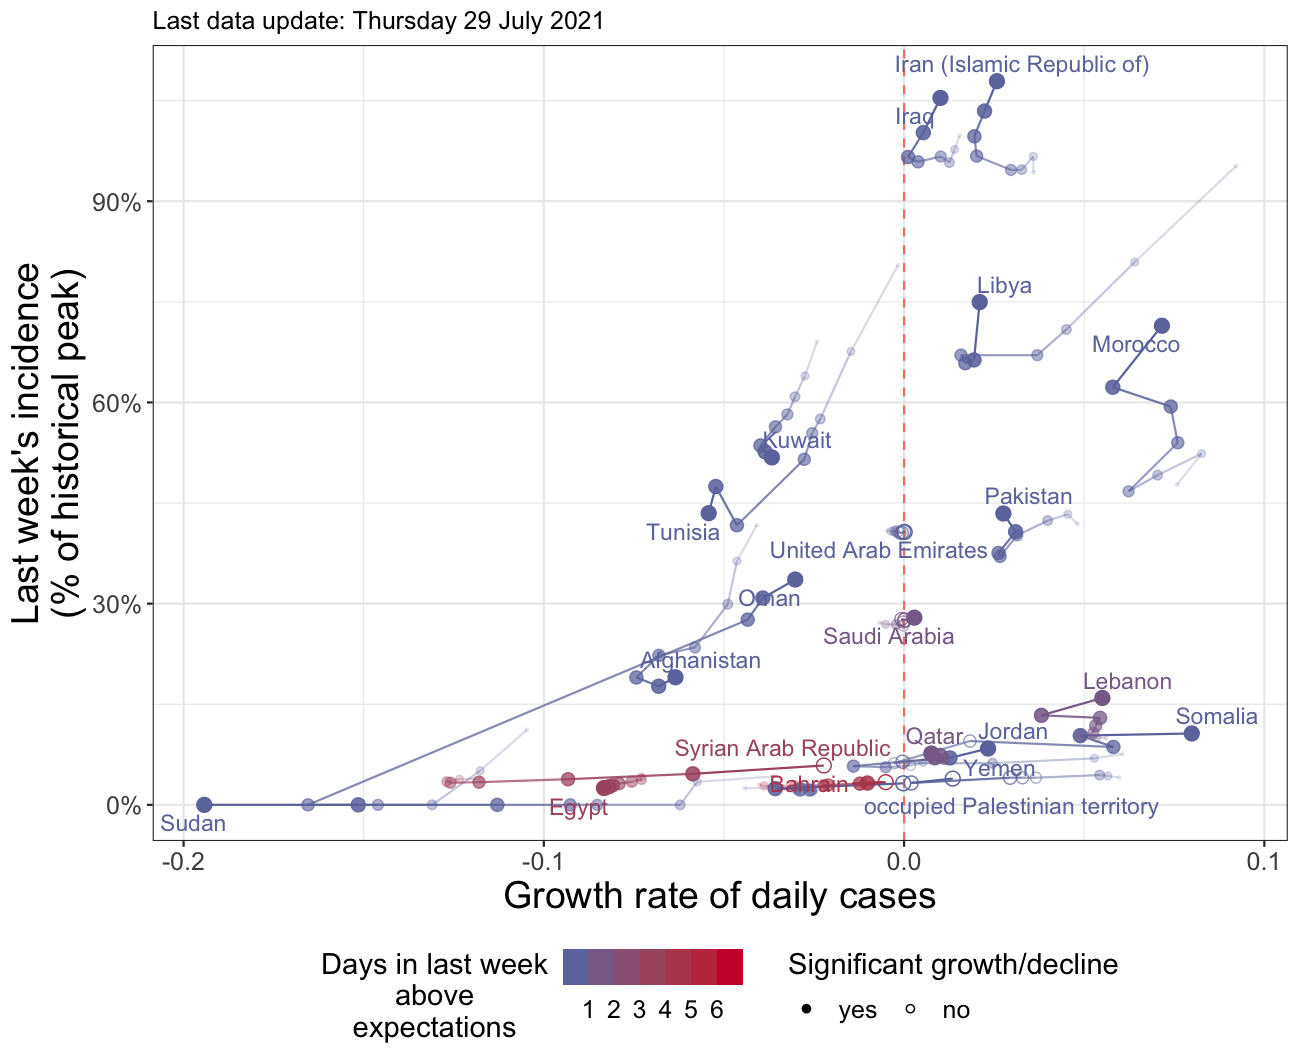 Last data update: Thursday 29 July 2021
Last week's incidence
(% of historical peak)
90%
60%
30%
0%
Iran (Islamic Republic of)
Iraq
Libya
Morocco
Kuwait
Pakistan
Tunisia
United Arab Emirates
Oman
Saudi Arabia
Afghanistan
Lebanon
Somalia
Qatar
Jordan
Syrian Arab Republic
Yemen
Bahrain
Egypt
occupied Palestinian territory
Sudan
-0.2
-0.1
0.0
0.1
Growth rate of daily cases
Days in last week
above
expectations
1 2 3 4 5 6
Significant growth/decline
yes
no